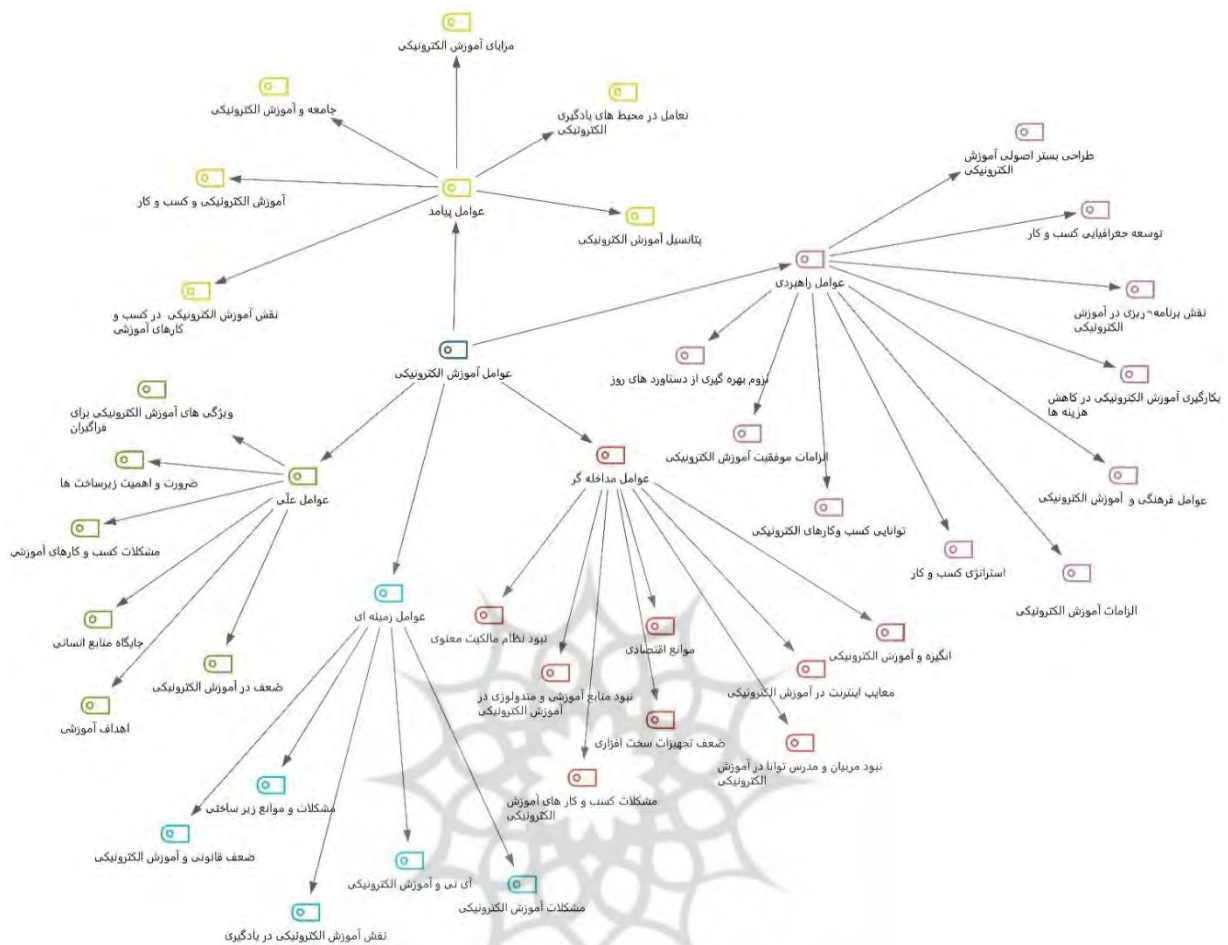 مزایای آموزش الکترونیکی
جامعه و آموزش الکترونیکی
تعامل در محیط های یادگیری
الکترونیکی
آموزش الکترونیکی و کسب و کار
عوامل پیامد
پتانسیل آموزش الکترونیکی
نقش آموزش الکترونیکی در کسب و
کارهای آموزشی
عوامل آموزش الکترونیکی
طراحی بستر اصولی آموزش
الکترونیکی
توسعه جغرافیایی کسب و کار
عوامل راهبردی
نقش برنامه¬ریزی در آموزش
الکترونیکی
لزوم بهره گیری از دستاورد های روز
بکارگیری آموزش الکترونیکی در کاهش
هزینه ها
الزامات موفقیت آموزش الکترونیکی
عوامل فرهنگی و آموزش الکترونیکی
توانایی کسب وکارهای الکترونیکی
استراتژی کسب و کار
الزامات آموزش الکترونیکی
ویژگی های آموزش الکترونیکی برای
فراگیران
ضرورت و اهمیت زیرساخت ها
عوامل علّی
مشکلات کسب و کارهای آموزشی
جایگاه منابع انسانی
ضعف در آموزش الکترونیکی
اهداف آموزشی
عوامل مداخله گر
نبود نظام مالکیت معنوی
موانع اقتصادی
انگیزه و آموزش الکترونیکی
نبود منابع آموزشی و متدولوژی در
آموزش الکترونیکی
معایب اینترنت در آموزش الکترونیکی
ضعف تجهیزات سخت افزاری
نبود مربیان و مدرس توانا در آموزش
الکترونیکی
مشکلات کسب و کار های آموزش
الکترونیکی
عوامل زمینه ای
مشکلات و موانع زیر ساختی
ضعف قانونی و آموزش الکترونیکی
آی تی و آموزش الکترونیکی
مشکلات آموزش الکترونیکی
نقش آموزش الکترونیکی در یادگیری